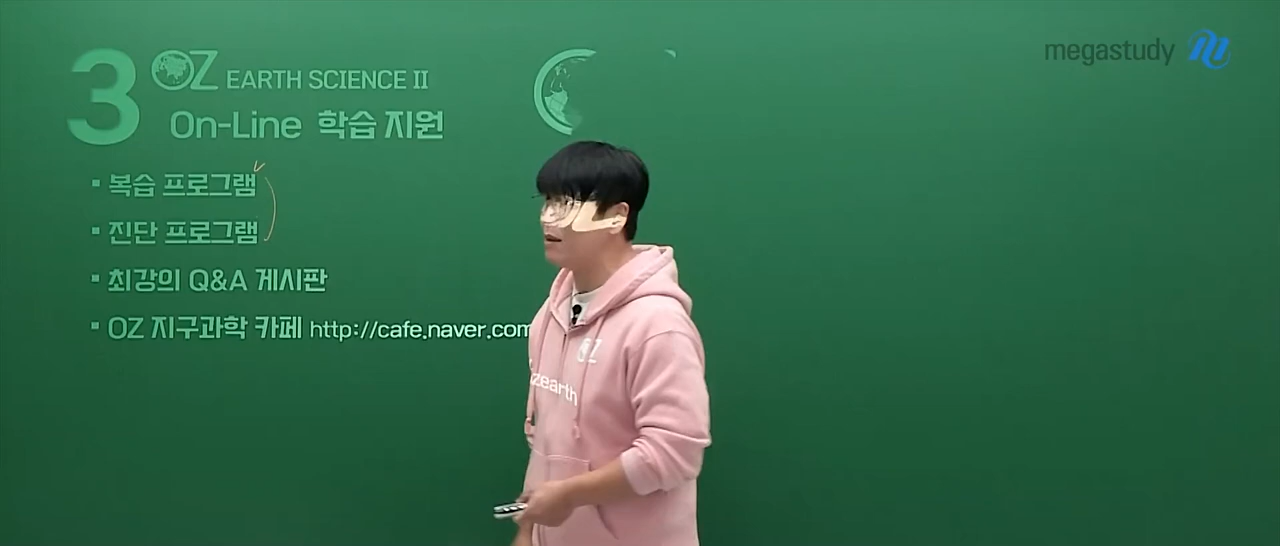 megastudy
3 OZ EARTH SCIENCE II
On-Line 학습 지원
▪ 복습 프로그램
▪ 진단 프로그램
▪ 최강의 Q&A 게시판
▪ OZ 지구과학 카페 http://cafe.naver.com
OZ
zearth